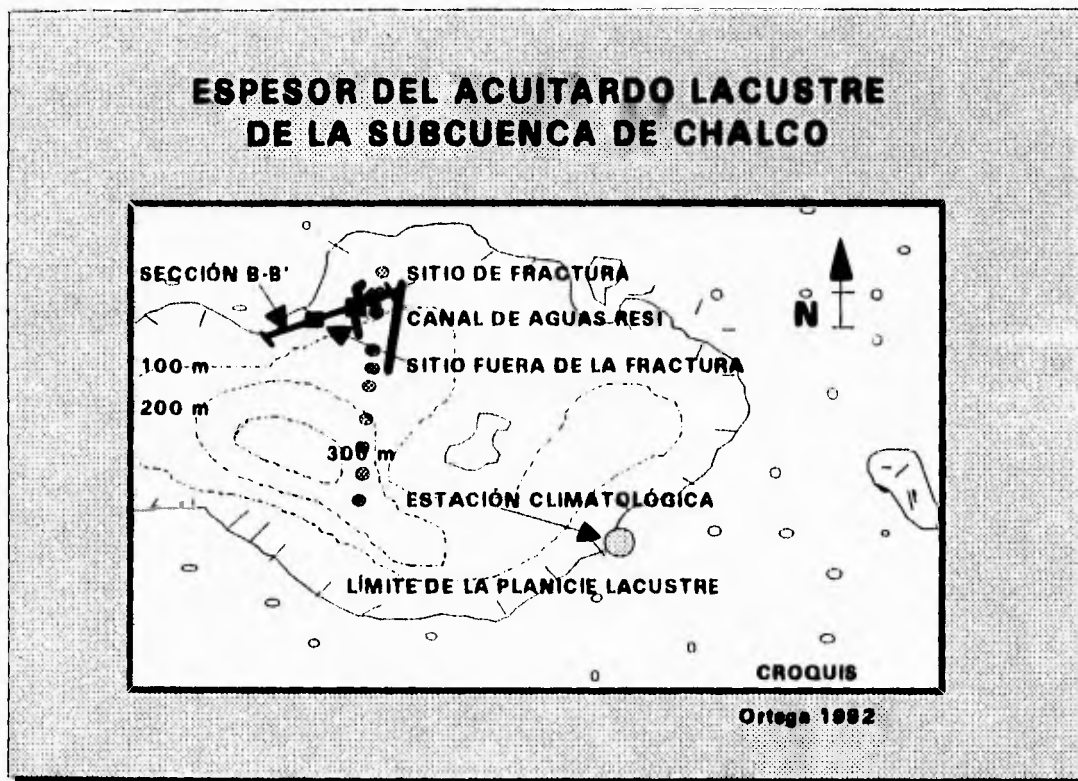 ESPESOR DEL ACUITARDO LACUSTRE
DE LA SUBCUENCA DE CHALCO
SECCIÓN B-B'
SITIO DE FRACTURA
CANAL DE AGUAS RESI
SITIO FUERA DE LA FRACTURA
100 m
200 m
300 m
ESTACIÓN CLIMATOLÓGICA
LÍMITE DE LA PLANICIE LACUSTRE
N
CROQUIS
Ortega 1992